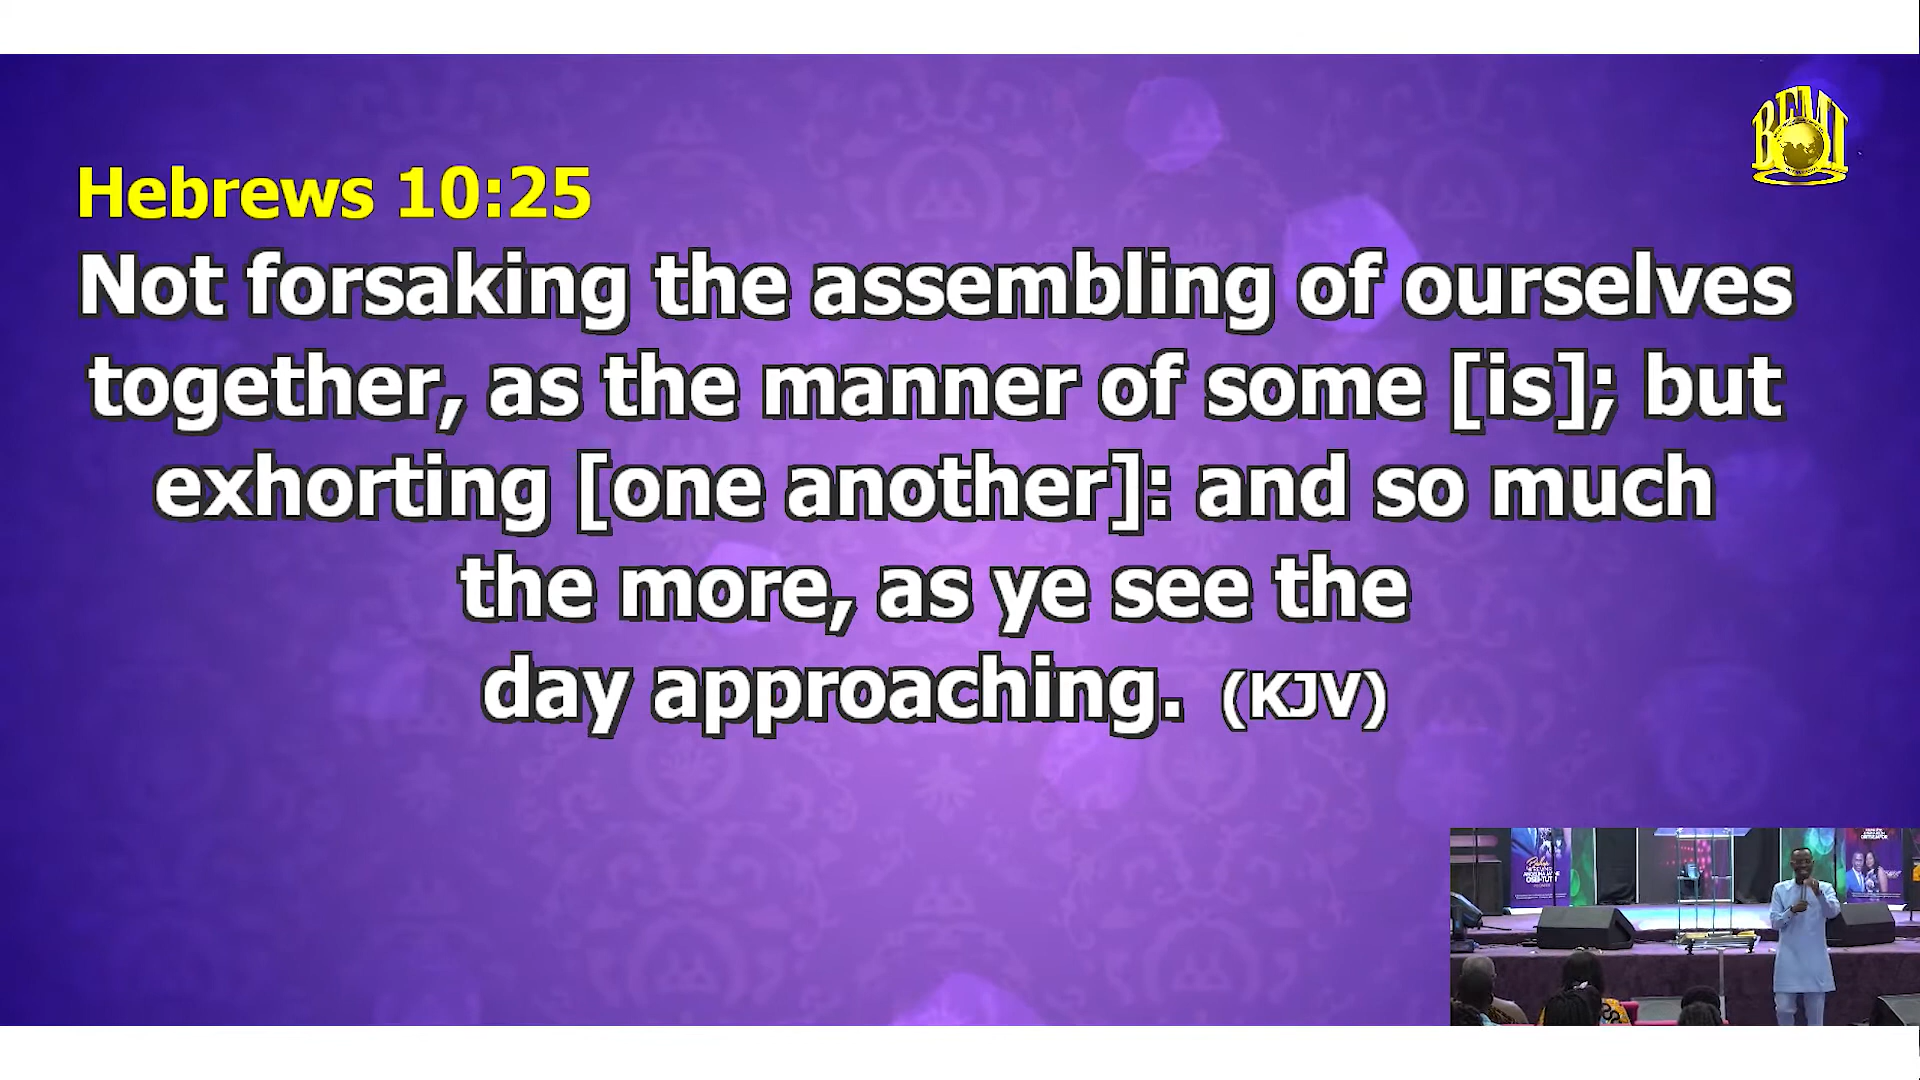 BFMI
Hebrews 10:25
Not forsaking the assembling of ourselves
together, as the manner of some [is]; but
exhorting [one another]: and so much
the more, as ye see the
day approaching. (KJV)